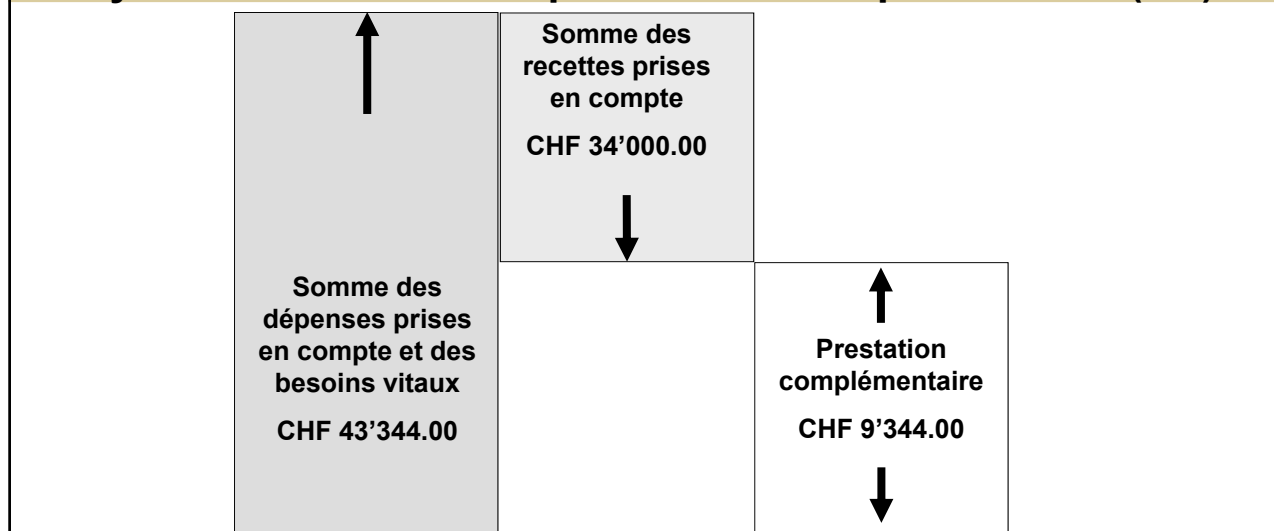 Somme des
recettes prises
en compte
CHF 34’000.00
Somme des
dépenses prises
en compte et des
besoins vitaux
CHF 43’344.00
Prestation
complémentaire
CHF 9’344.00